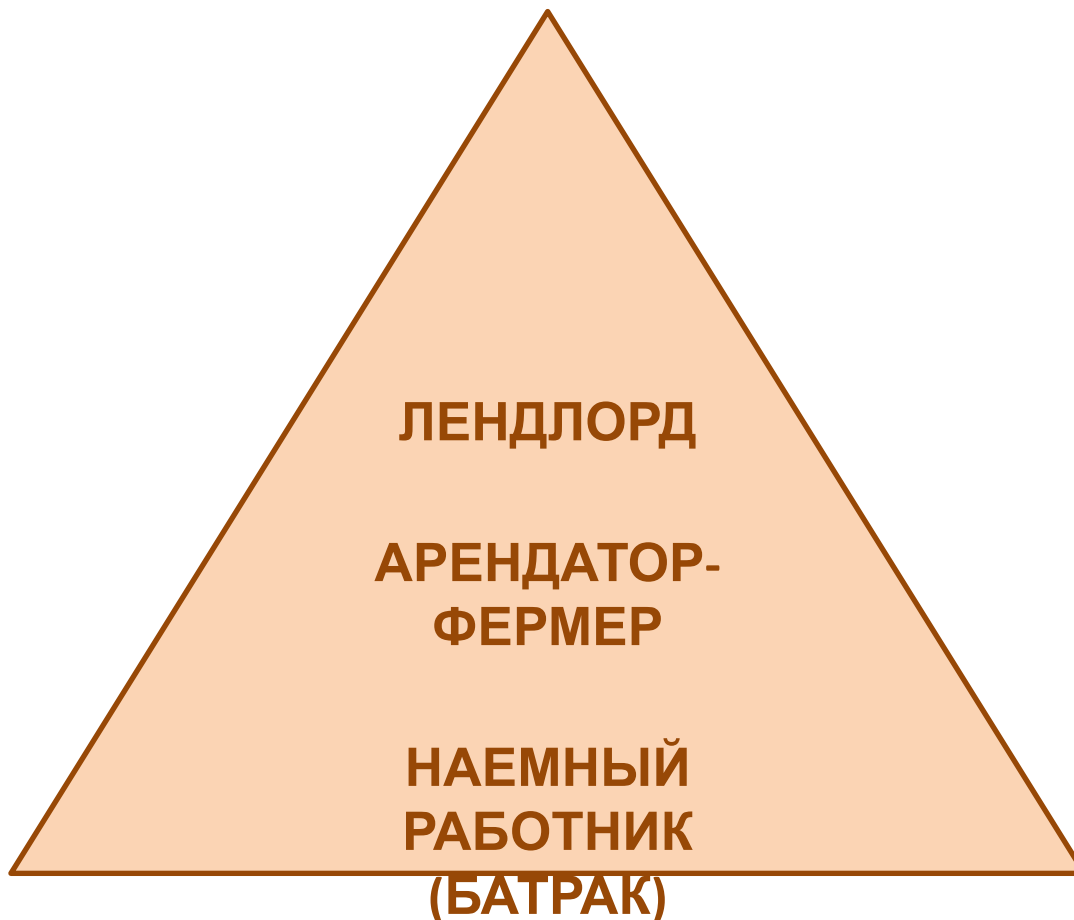 ЛЕНДЛОРД
АРЕНДАТОР-
ФЕРМЕР
НАЕМНЫЙ
РАБОТНИК
(БАТРАК)